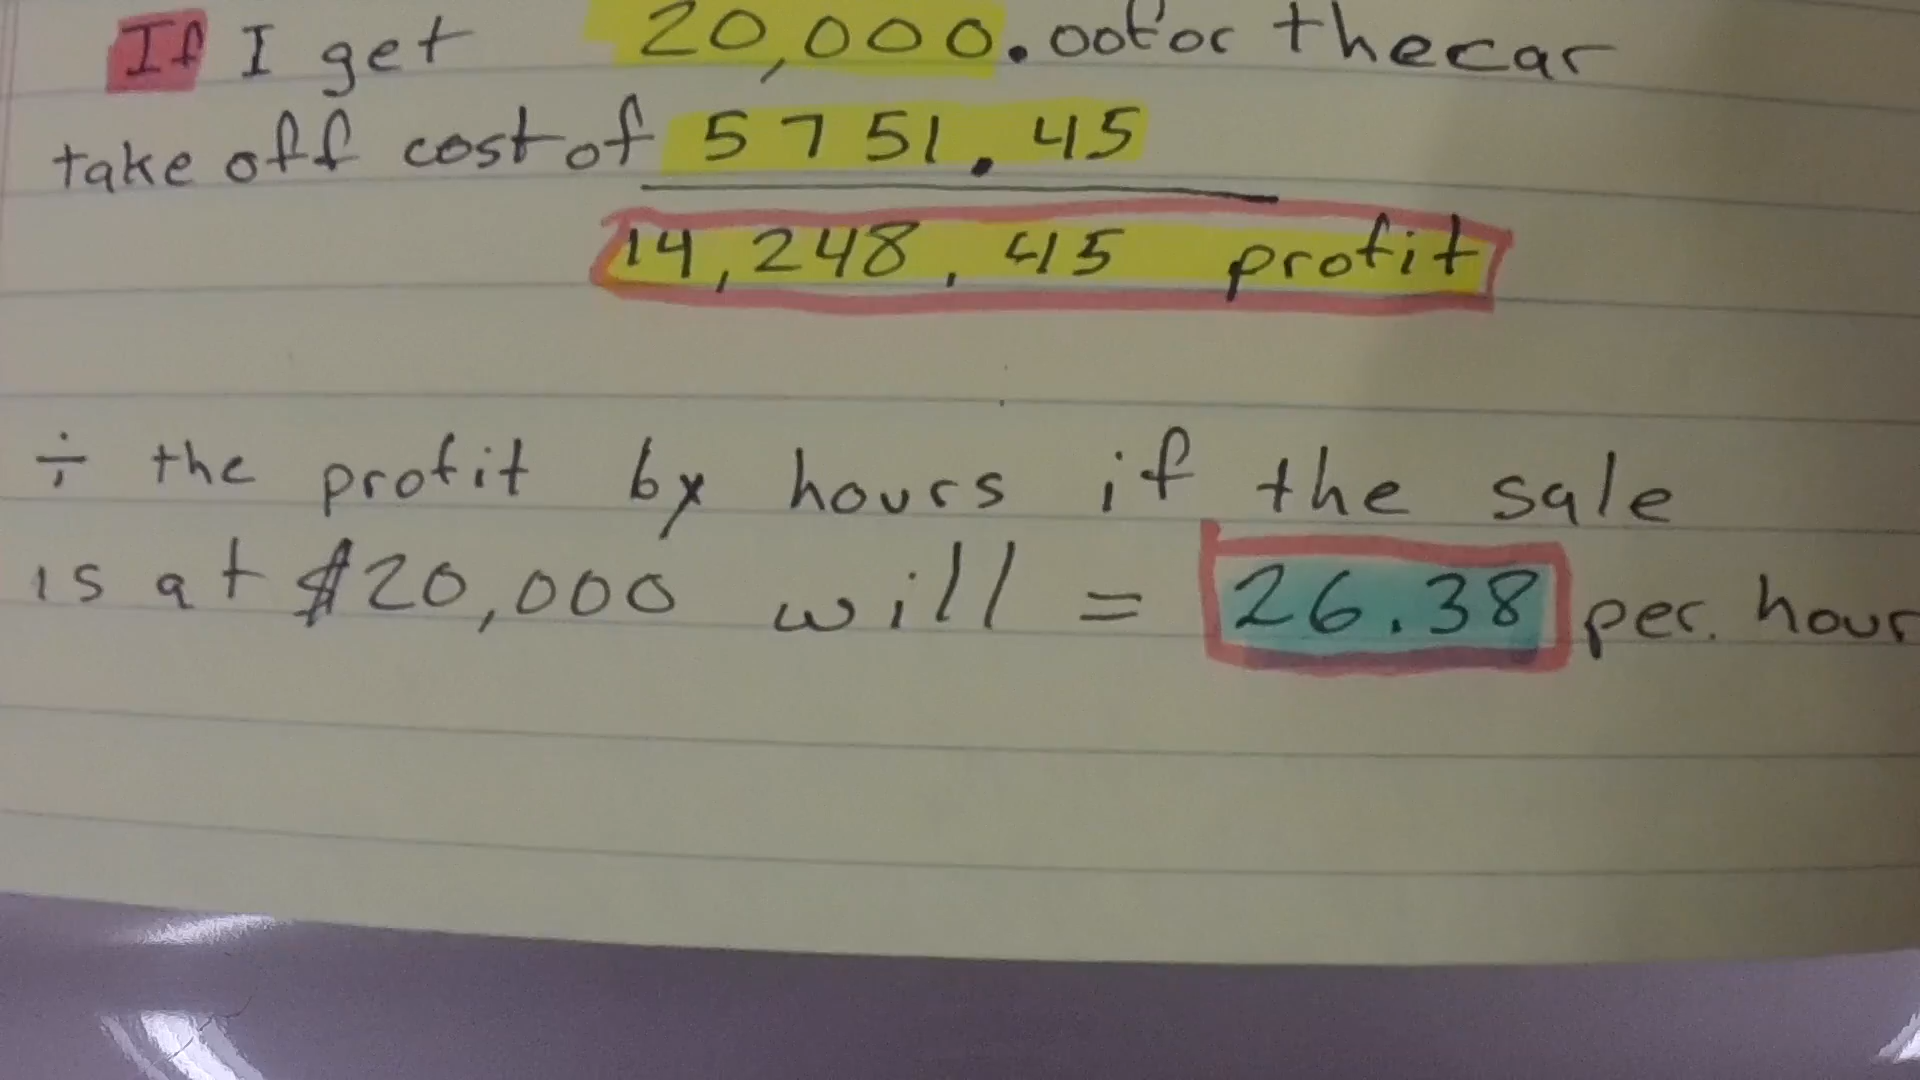 If I get 20,000.00 for the car
take off cost of 5751.45
14,248.45 profit
÷ the profit by hours if the sale
is at $20,000 will = 26.38 per. hour